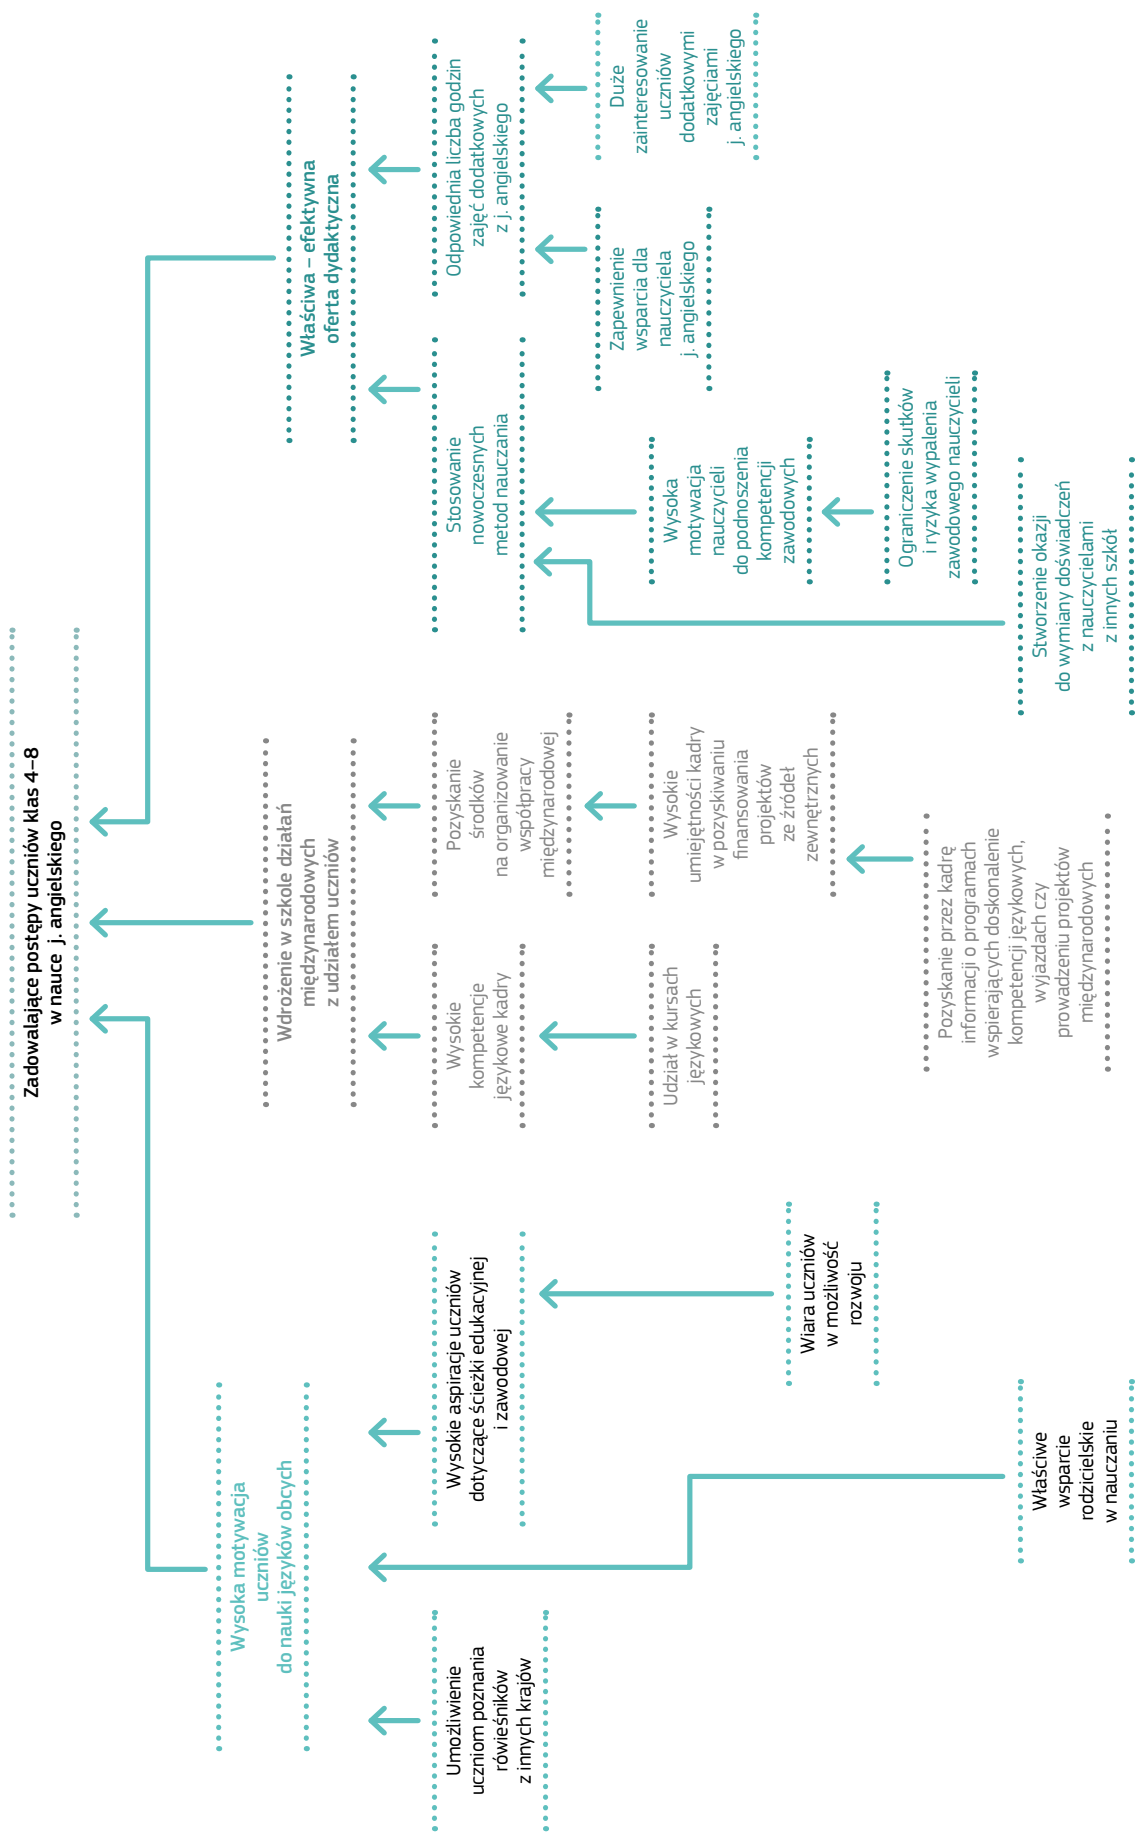 Zadowalające postępy uczniów klas 4–8
w nauce j. angielskiego
Wysoka motywacja
uczniów
do nauki języków obcych
Wdrożenie w szkole działań
międzynarodowych
z udziałem uczniów
Właściwa – efektywna
oferta dydaktyczna
Umożliwienie
uczniom poznania
rówieśników
z innych krajów
Wysokie aspiracje uczniów
dotyczące ścieżki edukacyjnej
i zawodowej
Wysokie
kompetencje
językowe kadry
Pozyskanie
środków
na organizowanie
współpracy
międzynarodowej
Stosowanie
nowoczesnych
metod nauczania
Odpowiednia liczba godzin
zajęć dodatkowych
z j. angielskiego
Zapewnienie
wsparcia dla
nauczyciela
j. angielskiego
Duże
zainteresowanie
uczniów
dodatkowymi
zajęciami
j. angielskiego
Udział w kursach
językowych
Wysokie
umiejętności kadry
w pozyskiwaniu
finansowania
projektów
ze źródeł
zewnętrznych
Wysoka
motywacja
nauczycieli
do podnoszenia
kompetencji
zawodowych
Wiara uczniów
w możliwość
rozwoju
Ograniczenie skutków
i ryzyka wypalenia
zawodowego nauczycieli
Pozyskanie przez kadrę
informacji o programach
wspierających doskonalenie
kompetencji językowych,
wyjazdach czy
prowadzeniu projektów
międzynarodowych
Właściwe
wsparcie
rodzicielskie
w nauczaniu
Stworzenie okazji
do wymiany doświadczeń
z nauczycielami
z innych szkół